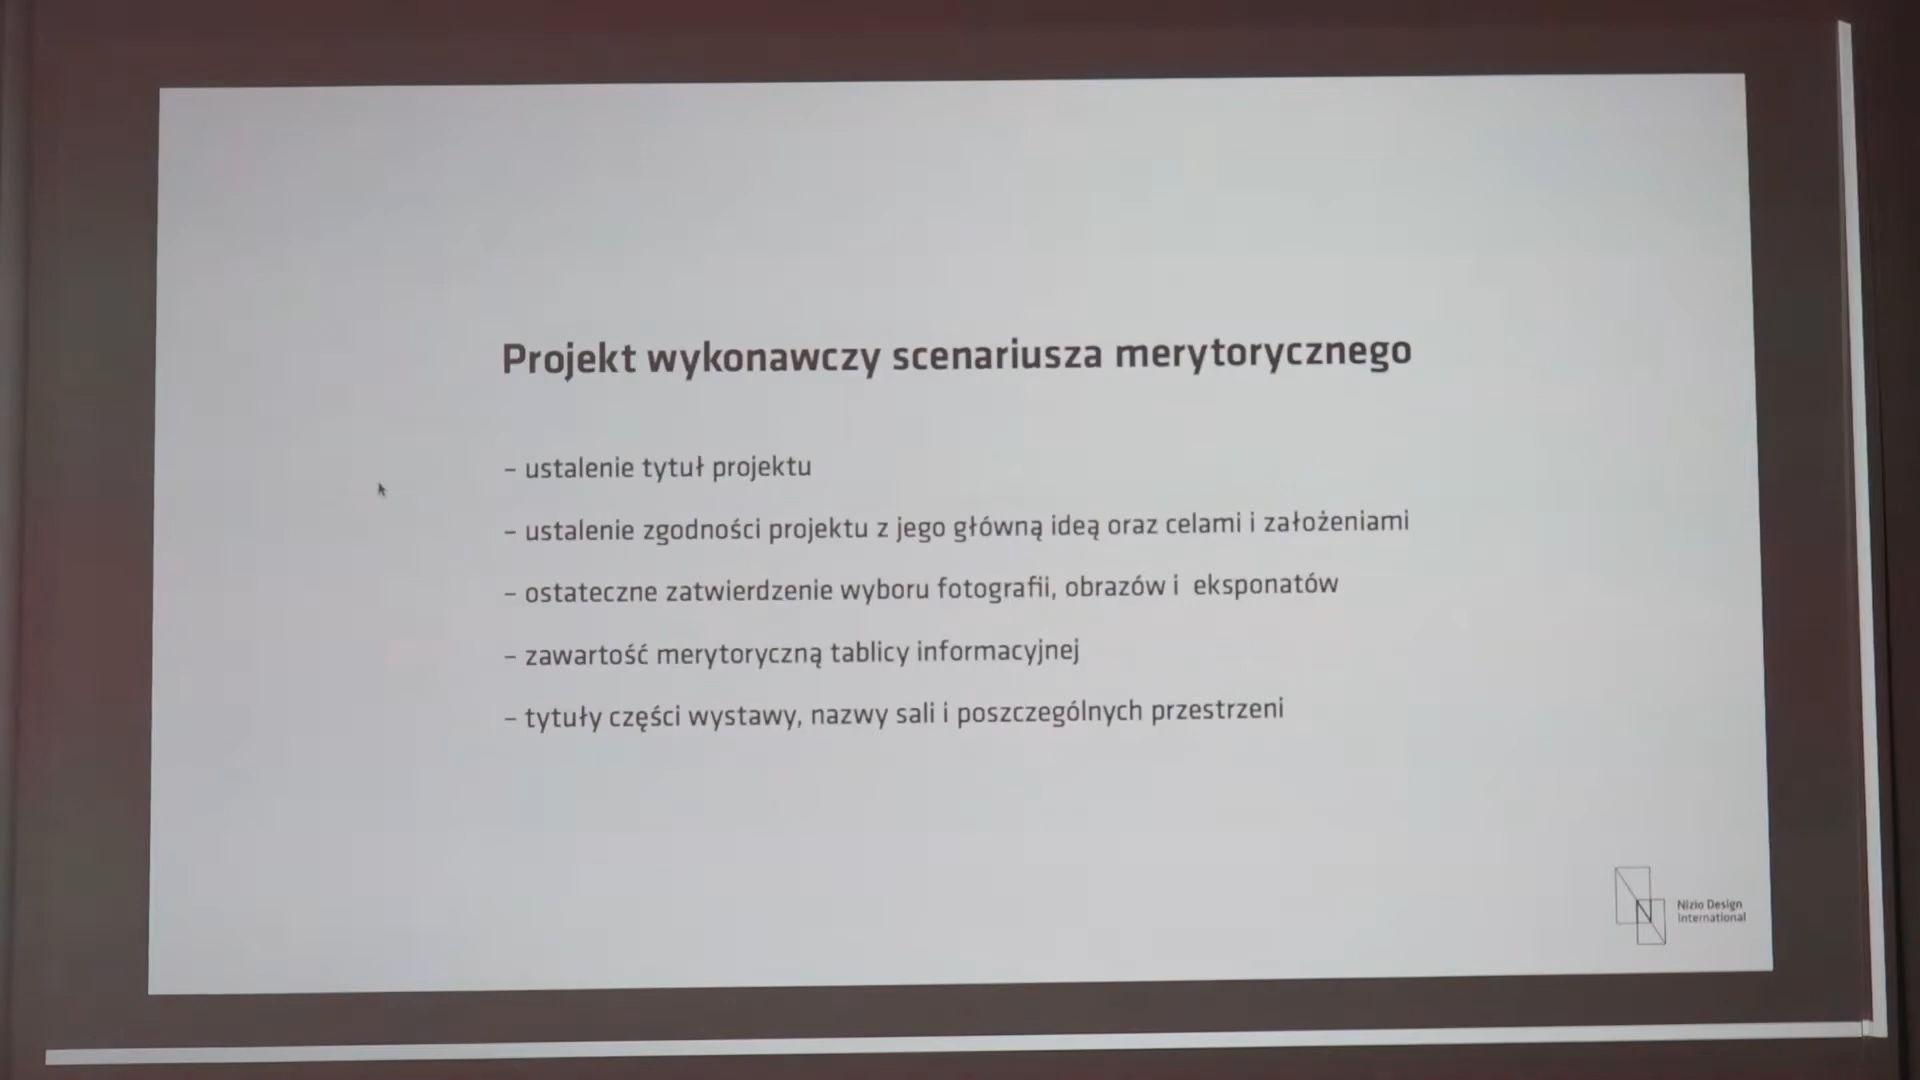 Projekt wykonawczy scenariusza merytorycznego
– ustalenie tytuł projektu
– ustalenie zgodności projektu z jego główną ideą oraz celami i założeniami
– ostateczne zatwierdzenie wyboru fotografii, obrazów i eksponatów
– zawartość merytoryczną tablicy informacyjnej
– tytuły części wystawy, nazwy sali i poszczególnych przestrzeni
Nizio Design
International